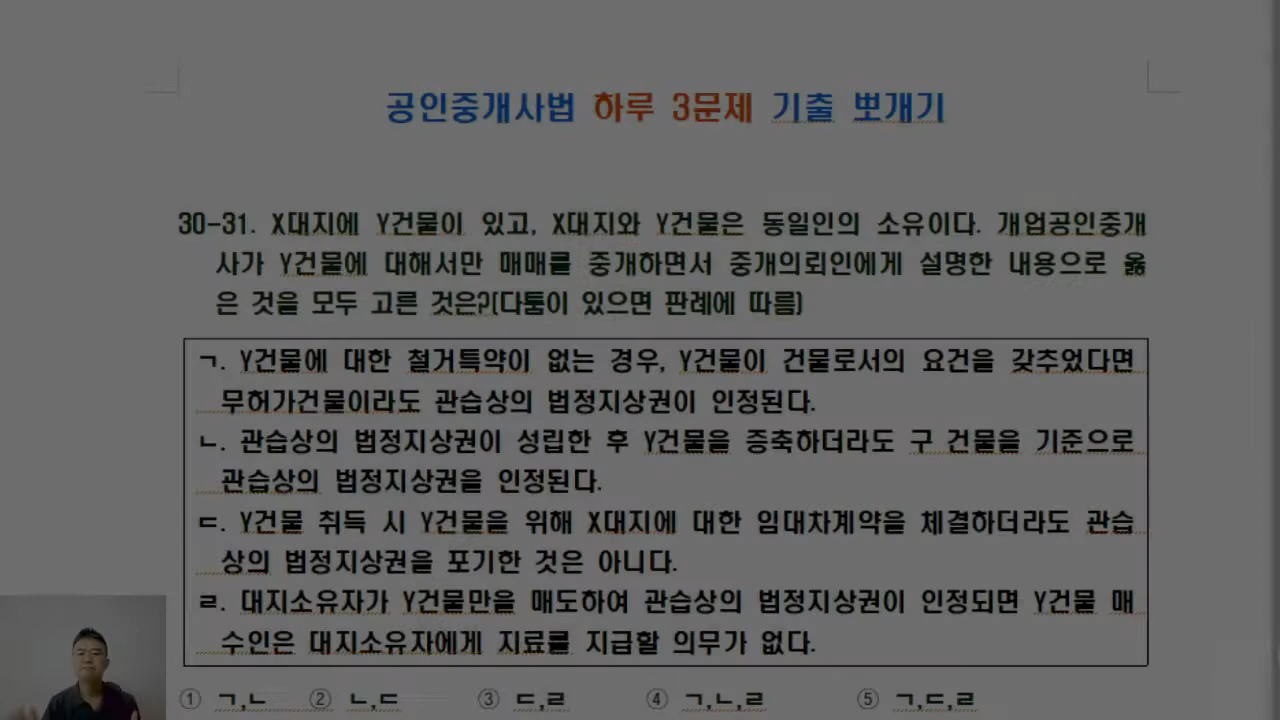 공인중개사법 하루 3문제 기출 뽀개기
30-31. X대지에 Y건물이 있고, X대지와 Y건물은 동일인의 소유이다. 개업공인중개
사가 Y건물에 대해서만 매매를 중개하면서 중개의뢰인에게 설명한 내용으로 옳
은 것을 모두 고른 것은?(다툼이 있으면 판례에 따름)
ㄱ. Y건물에 대한 철거특약이 없는 경우, Y건물이 건물로서의 요건을 갖추었다면
무허가건물이라도 관습상의 법정지상권이 인정된다.
ㄴ. 관습상의 법정지상권이 성립한 후 Y건물을 증축하더라도 구 건물을 기준으로
관습상의 법정지상권을 인정된다.
ㄷ. Y건물 취득 시 Y건물을 위해 X대지에 대한 임대차계약을 체결하더라도 관습
상의 법정지상권을 포기한 것은 아니다.
ㄹ. 대지소유자가 Y건물만을 매도하여 관습상의 법정지상권이 인정되면 Y건물 매
수인은 대지소유자에게 지료를 지급할 의무가 없다.
① ㄱ,ㄴ ② ㄴ,ㄷ ③ ㄷ,ㄹ ④ ㄱ,ㄴ,ㄹ ⑤ ㄱ,ㄷ,ㄹ